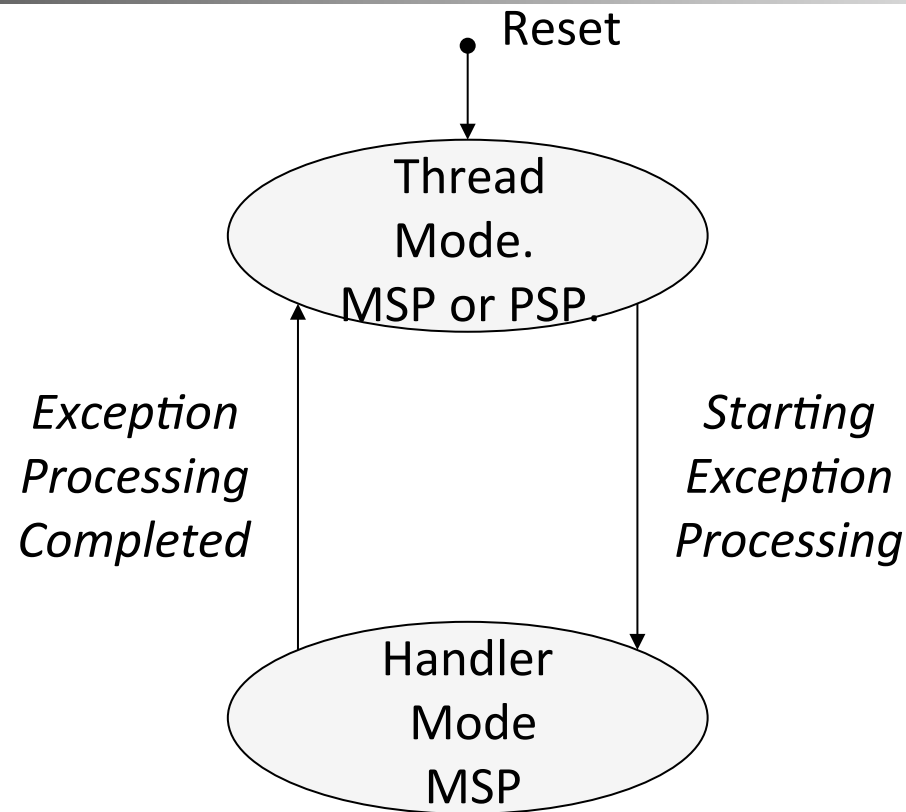 Reset
Thread
Mode.
MSP or PSP.
Exception
Processing
Completed
Starting
Exception
Processing
Handler
Mode
MSP